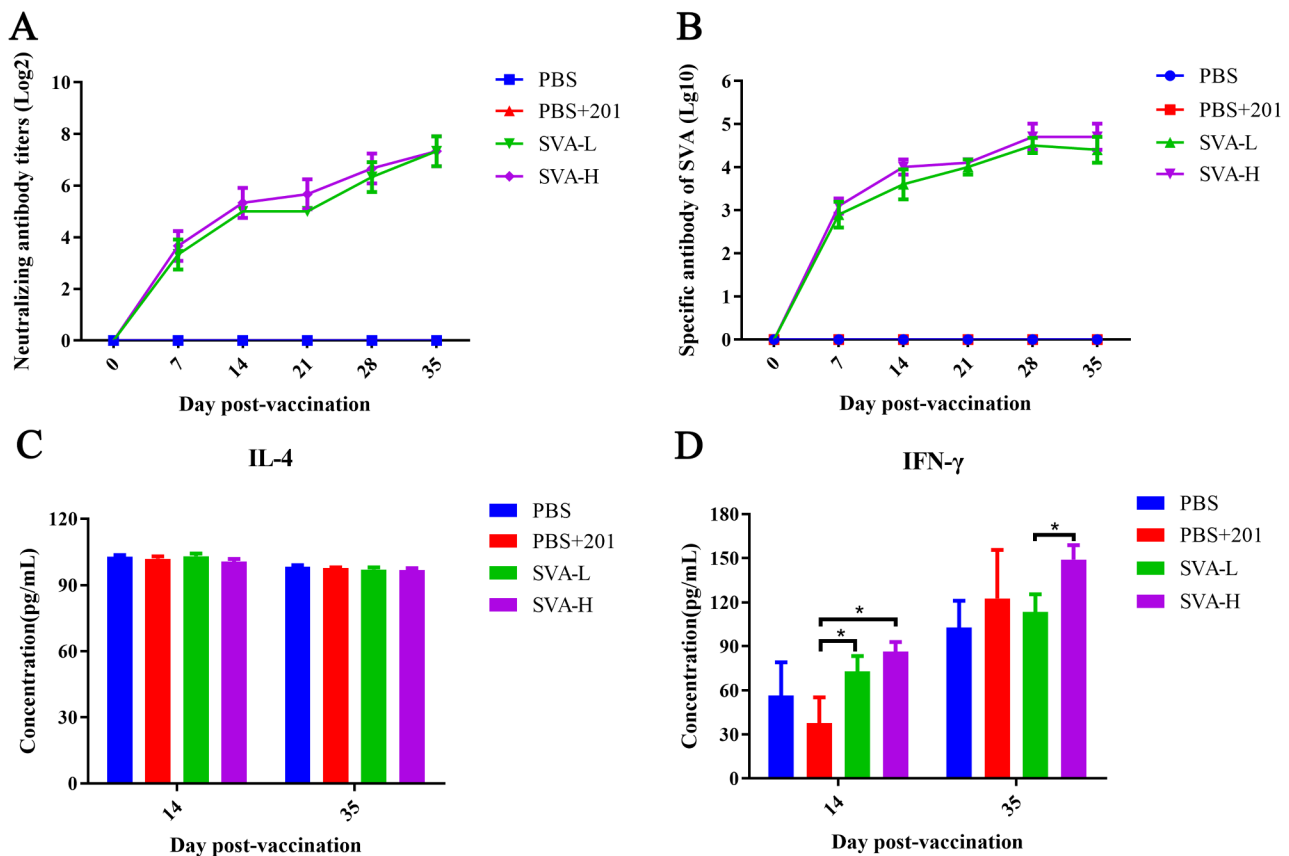 A
Neutralizing antibody titers (Log2)
10
8
6
4
2
0
0
7
14
21
28
35
Day post-vaccination
PBS
PBS+201
SVA-L
SVA-H
B
Specific antibody of SVA (Lg10)
6
5
4
3
2
1
0
0
7
14
21
28
35
Day post-vaccination
PBS
PBS+201
SVA-L
SVA-H
C
IL-4
Concentration(pg/mL)
120
90
60
30
0
14
35
Day post-vaccination
PBS
PBS+201
SVA-L
SVA-H
D
IFN-γ
Concentration(pg/mL)
180
150
120
90
60
30
0
*
*
*
14
35
Day post-vaccination
PBS
PBS+201
SVA-L
SVA-H